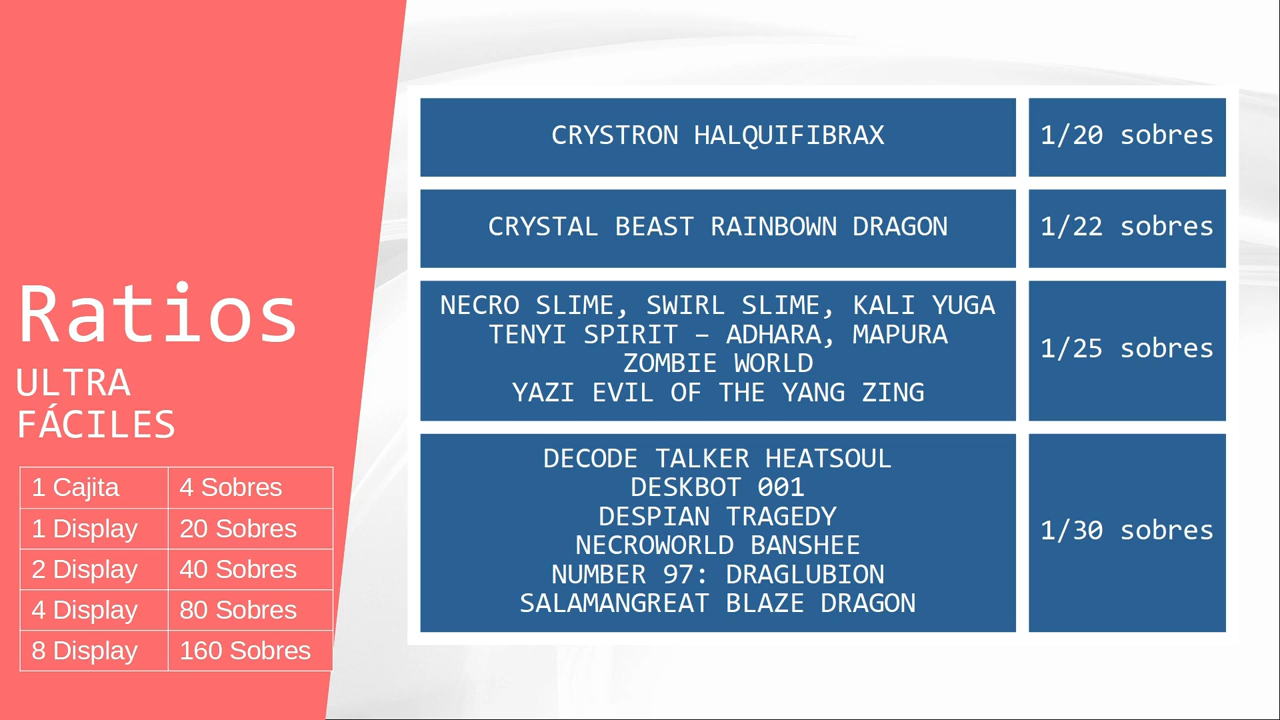 Ratios
ULTRA
FÁCILES
1 Cajita 4 Sobres
1 Display 20 Sobres
2 Display 40 Sobres
4 Display 80 Sobres
8 Display 160 Sobres
CRYSTRON HALQUIFIBRAX 1/20 sobres
CRYSTAL BEAST RAINBOWN DRAGON 1/22 sobres
NECRO SLIME, SWIRL SLIME, KALI YUGA
TENYI SPIRIT – ADHARA, MAPURA
ZOMBIE WORLD
YAZI EVIL OF THE YANG ZING
1/25 sobres
DECODE TALKER HEATSOUL
DESKBOT 001
DESPIAN TRAGEDY
NECROWORLD BANSHEE
NUMBER 97: DRAGLUBION
SALAMANGREAT BLAZE DRAGON
1/30 sobres